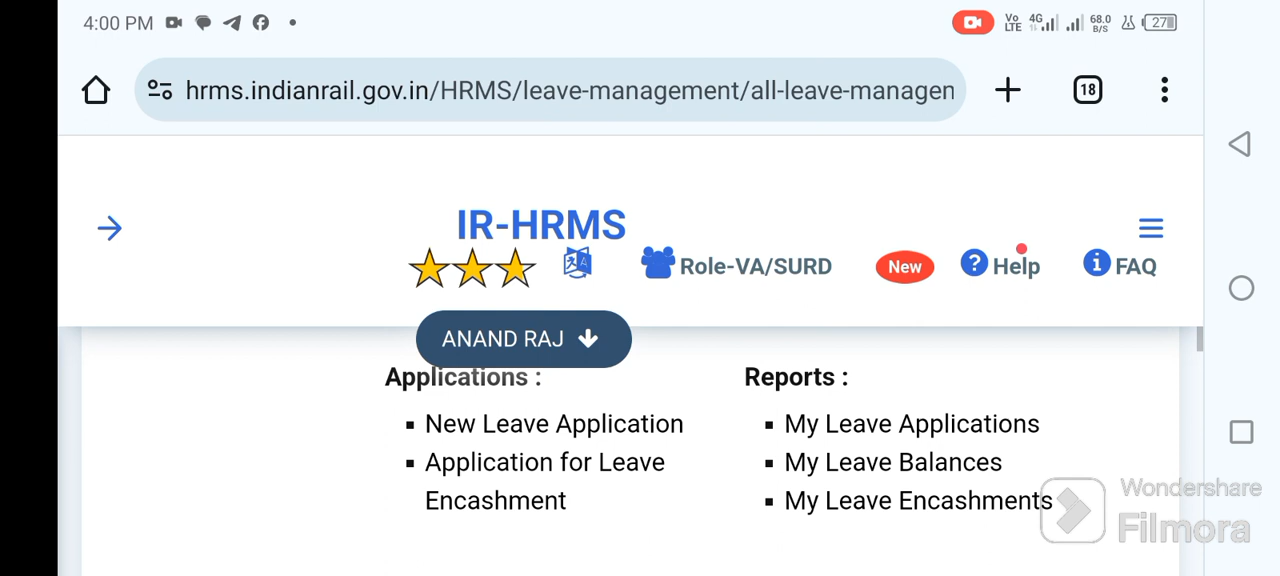 4:00 PM
Vo LTE 4G 68.0 B/S 27
hrms.indianrail.gov.in/HRMS/leave-management/all-leave-managen
18
IR-HRMS
Role-VA/SURD New Help FAQ
ANAND RAJ
Applications :
New Leave Application
Application for Leave
Encashment
Reports :
My Leave Applications
My Leave Balances
My Leave Encashments
Wondershare
Filmora